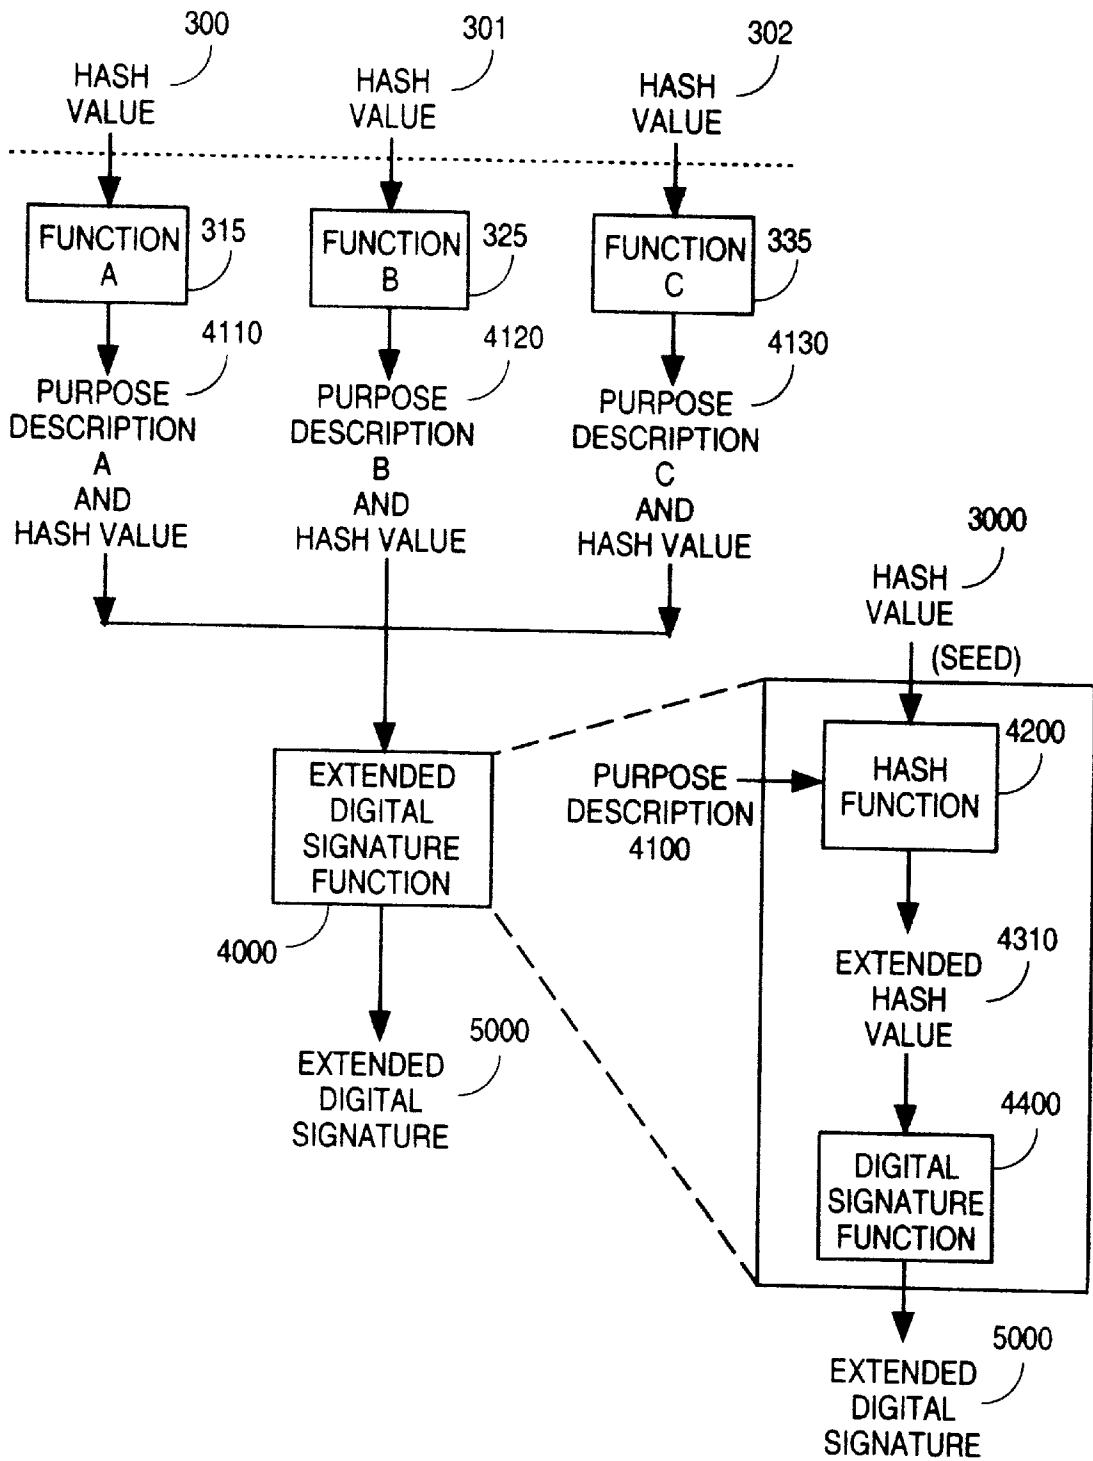 300
HASH
VALUE
301
HASH
VALUE
302
HASH
VALUE
FUNCTION
A
315
FUNCTION
B
325
FUNCTION
C
335
4110
PURPOSE
DESCRIPTION
A
AND
HASH VALUE
4120
PURPOSE
DESCRIPTION
B
AND
HASH VALUE
4130
PURPOSE
DESCRIPTION
C
AND
HASH VALUE
EXTENDED
DIGITAL
SIGNATURE
FUNCTION
4000
5000
EXTENDED
DIGITAL
SIGNATURE
3000
HASH
VALUE
(SEED)
PURPOSE
DESCRIPTION
4100
HASH
FUNCTION
4200
4310
EXTENDED
HASH
VALUE
4400
DIGITAL
SIGNATURE
FUNCTION
5000
EXTENDED
DIGITAL
SIGNATURE